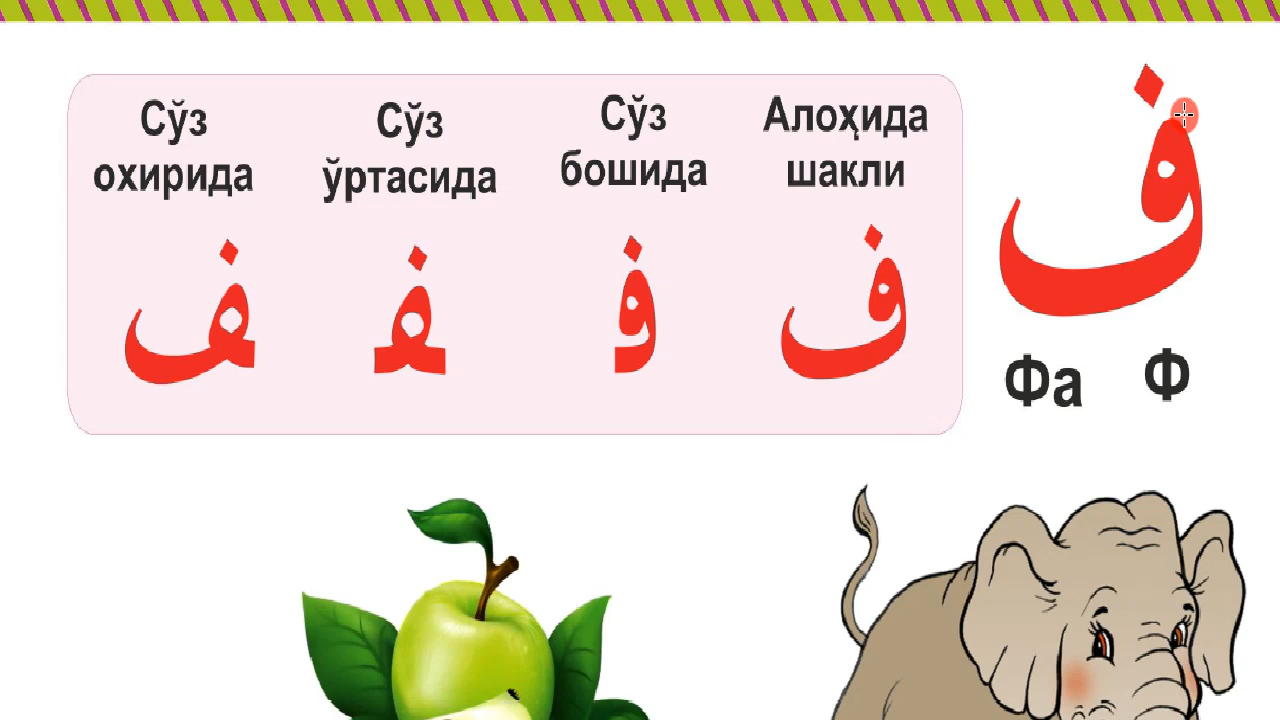 Сўз охирида
Сўз ўртасида
Сўз бошида
Алоҳида шакли
ف
ـف
ـفـ
فـ
ف
Фа Ф